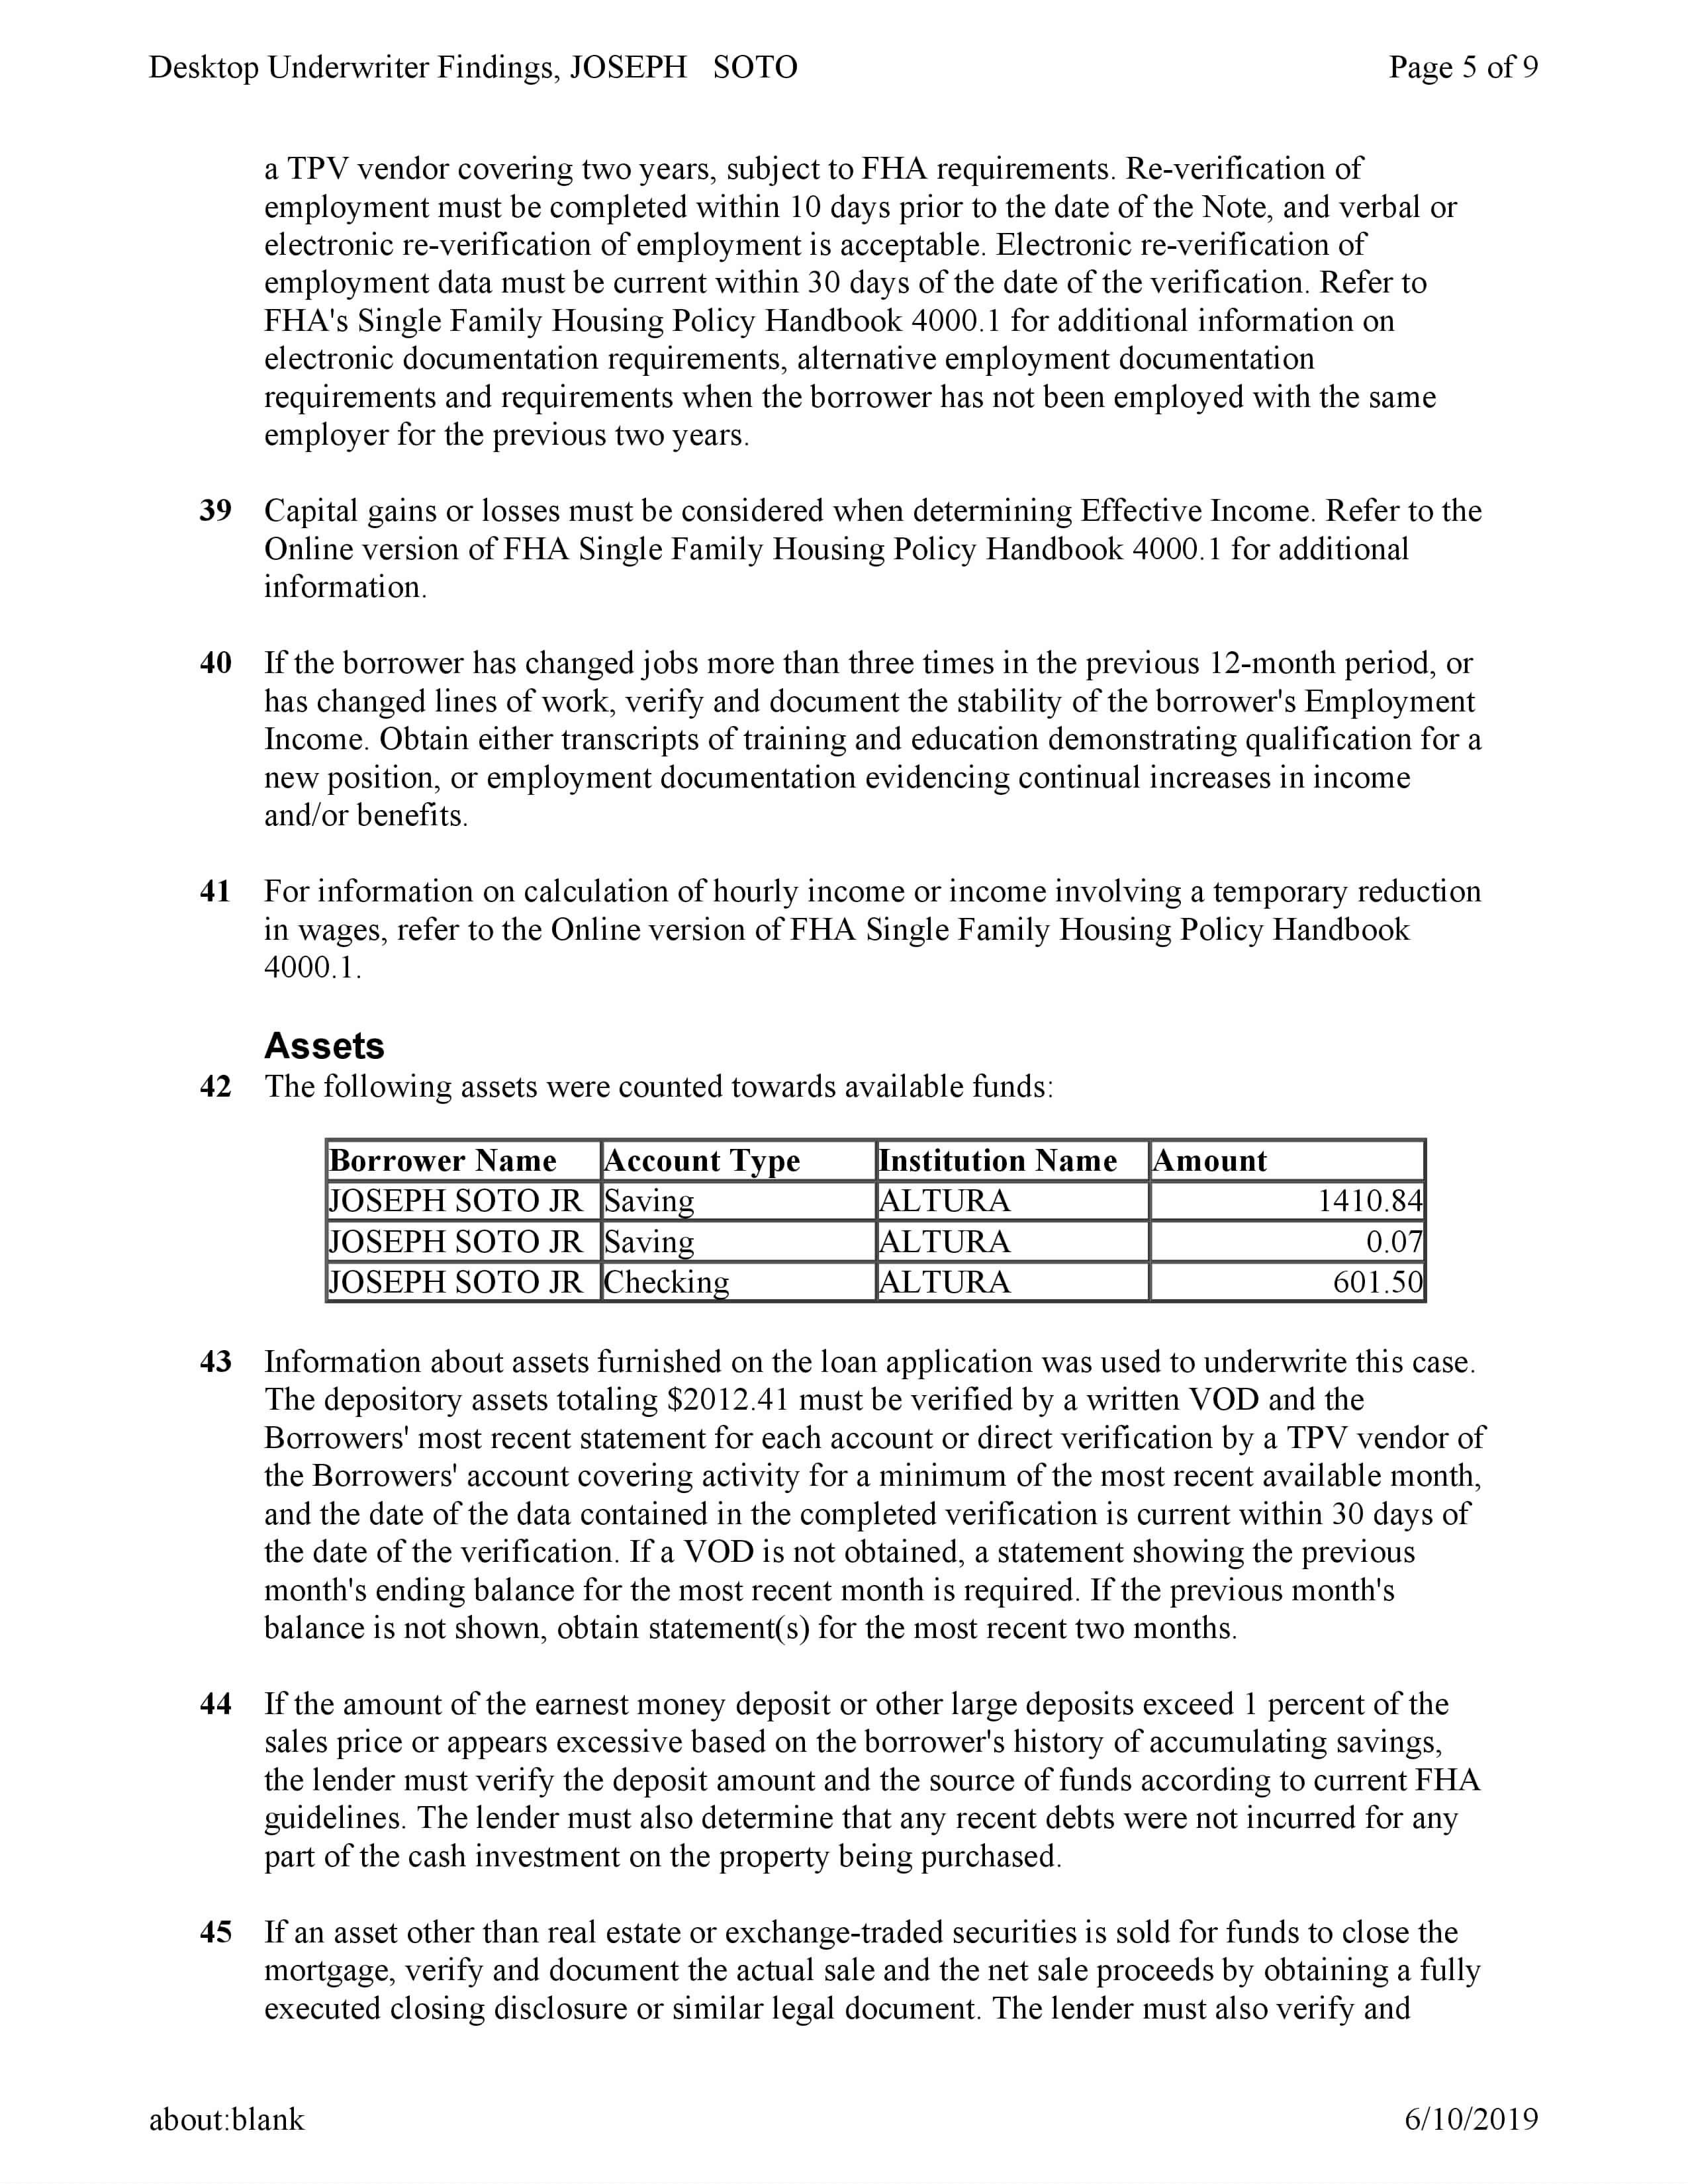 Desktop Underwriter Findings, JOSEPH   SOTO    Page 5 of 9
a TPV vendor covering two years, subject to FHA requirements. Re-verification of
employment must be completed within 10 days prior to the date of the Note, and verbal or
electronic re-verification of employment is acceptable. Electronic re-verification of
employment data must be current within 30 days of the date of the verification. Refer to
FHA's Single Family Housing Policy Handbook 4000.1 for additional information on
electronic documentation requirements, alternative employment documentation
requirements and requirements when the borrower has not been employed with the same
employer for the previous two years.
39 Capital gains or losses must be considered when determining Effective Income. Refer to the
Online version of FHA Single Family Housing Policy Handbook 4000.1 for additional
information.
40 If the borrower has changed jobs more than three times in the previous 12-month period, or
has changed lines of work, verify and document the stability of the borrower's Employment
Income. Obtain either transcripts of training and education demonstrating qualification for a
new position, or employment documentation evidencing continual increases in income
and/or benefits.
41 For information on calculation of hourly income or income involving a temporary reduction
in wages, refer to the Online version of FHA Single Family Housing Policy Handbook
4000.1.
Assets
42 The following assets were counted towards available funds:
Borrower Name Account Type Institution Name Amount
JOSEPH SOTO JR Saving ALTURA 1410.84
JOSEPH SOTO JR Saving ALTURA 0.07
JOSEPH SOTO JR Checking ALTURA 601.50
43 Information about assets furnished on the loan application was used to underwrite this case.
The depository assets totaling $2012.41 must be verified by a written VOD and the
Borrowers' most recent statement for each account or direct verification by a TPV vendor of
the Borrowers' account covering activity for a minimum of the most recent available month,
and the date of the data contained in the completed verification is current within 30 days of
the date of the verification. If a VOD is not obtained, a statement showing the previous
month's ending balance for the most recent month is required. If the previous month's
balance is not shown, obtain statement(s) for the most recent two months.
44 If the amount of the earnest money deposit or other large deposits exceed 1 percent of the
sales price or appears excessive based on the borrower's history of accumulating savings,
the lender must verify the deposit amount and the source of funds according to current FHA
guidelines. The lender must also determine that any recent debts were not incurred for any
part of the cash investment on the property being purchased.
45 If an asset other than real estate or exchange-traded securities is sold for funds to close the
mortgage, verify and document the actual sale and the net sale proceeds by obtaining a fully
executed closing disclosure or similar legal document. The lender must also verify and
about:blank    6/10/2019